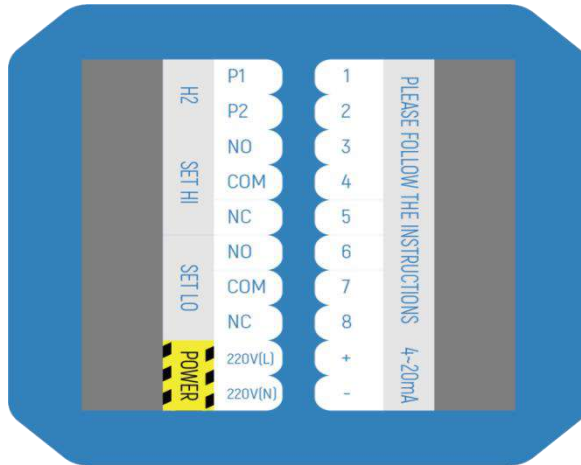 H2
SET HI
SET LO
POWER
P1
P2
NO
COM
NC
NO
COM
NC
220V(L)
220V(N)
1
2
3
4
5
6
7
8
+
-
PLEASE FOLLOW THE INSTRUCTIONS
4~20mA